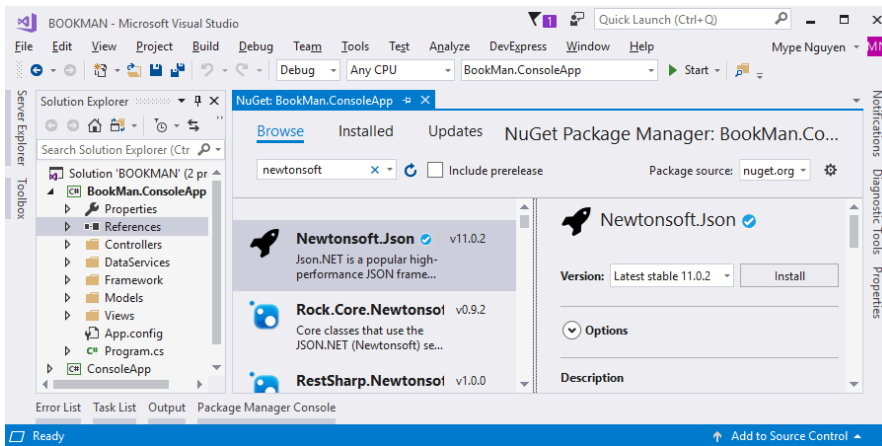 BOOKMAN - Microsoft Visual Studio
1
Quick Launch (Ctrl+Q)
File Edit View Project Build Debug Team Tools Test Analyze DevExpress Window Help Mype Nguyen MN
Debug Any CPU BookMan.ConsoleApp Start
Server Explorer
Toolbox
Solution Explorer
Search Solution Explorer (Ctr
Solution 'BOOKMAN' (2 pr
C# BookMan.ConsoleApp
Properties
References
Controllers
DataServices
Framework
Models
Views
App.config
C# Program.cs
C# ConsoleApp
NuGet: BookMan.ConsoleApp
Browse Installed Updates NuGet Package Manager: BookMan.Co...
newtonsoft Include prerelease Package source: nuget.org
Newtonsoft.Json v11.0.2
Json.NET is a popular high-
performance JSON frame...
Rock.Core.Newtonsof v0.9.2
Core classes that use the
JSON.NET (Newtonsoft) se...
RestSharp.Newtonsof v1.0.0
Newtonsoft.Json
Version: Latest stable 11.0.2 Install
Options
Description
Notifications
Diagnostic Tools
Properties
Error List Task List Output Package Manager Console
Ready Add to Source Control